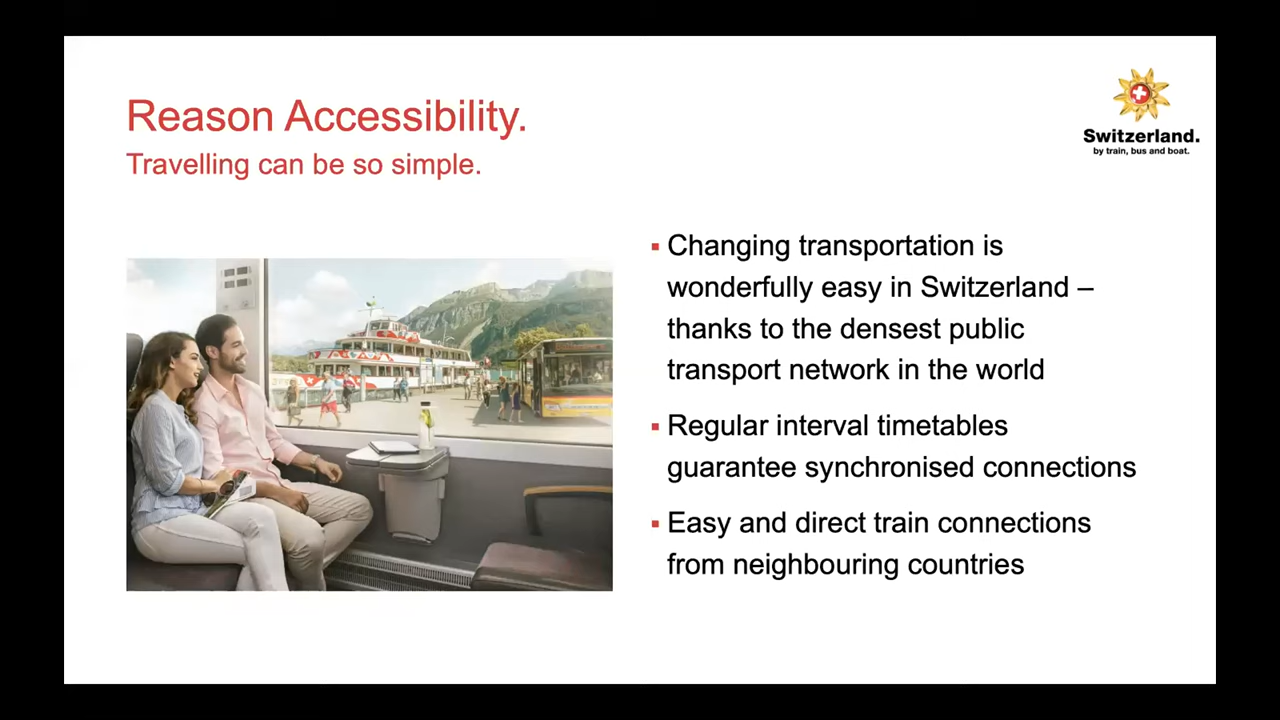 Reason Accessibility.
Travelling can be so simple.
Switzerland.
by train, bus and boat.
▪ Changing transportation is
wonderfully easy in Switzerland –
thanks to the densest public
transport network in the world
▪ Regular interval timetables
guarantee synchronised connections
▪ Easy and direct train connections
from neighbouring countries